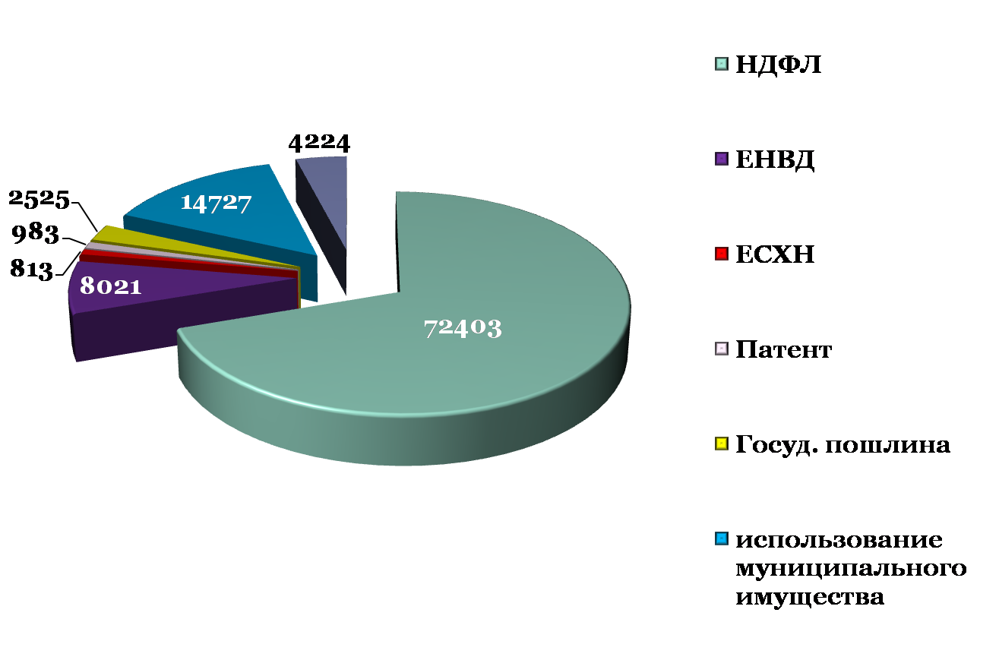 4224
14727
2525
983
813
8021
72403
НДФЛ
ЕНВД
ЕСХН
Патент
Госуд. пошлина
использование
муниципального
имущества